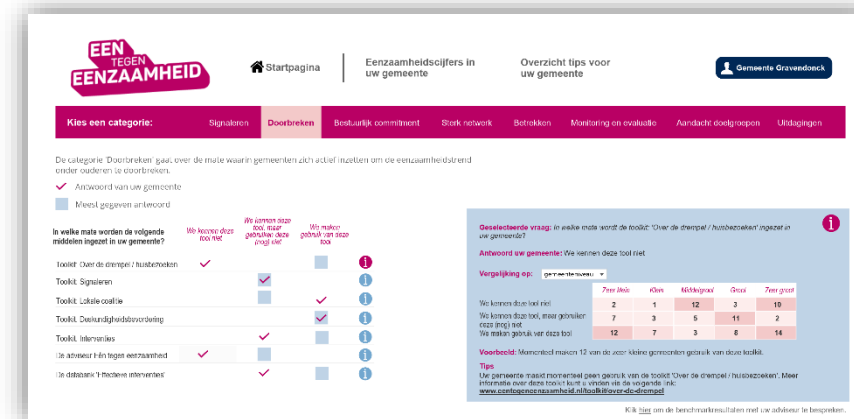 EEN
TEGEN
EENZAAMHEID
Startpagina
Eenzaamheidscijfers in
uw gemeente
Overzicht tips voor
uw gemeente
Gemeente Gravendonck
Kies een categorie:
Signaleren
Doorbreken
Bestuurlijk commitment
Sterk netwerk
Betrekken
Monitoring en evaluatie
Aandacht doelgroepen
Uitdagingen
De categorie 'Doorbreken' gaat over de mate waarin gemeenten zich actief inzetten om de eenzaamheidstrend
onder ouderen te doorbreken.
Antwoord van uw gemeente
Meest gegeven antwoord
In welke mate worden de volgende
middelen ingezet in uw gemeente?
We kennen deze
tool niet
We kennen deze
tool, maar
gebruiken deze
(nog) niet
We maken
gebruik van deze
tool
Toolkit: Over de drempel / huisbezoeken
Toolkit: Signaleren
Toolkit: Lokale coalitie
Toolkit: Deskundigheidsbevordering
Toolkit: Interventies
De adviseur Eén tegen eenzaamheid
De databank 'Effectieve interventies'
Geselecteerde vraag: In welke mate wordt de toolkit: 'Over de drempel / huisbezoeken' ingezet in
uw gemeente?
Antwoord uw gemeente: We kennen deze tool niet
Vergelijking op: gemeenteniveau
Zeer klein Klein Middelgroot Groot Zeer groot
We kennen deze tool niet 2 1 12 3 10
We kennen deze tool, maar gebruiken
deze (nog) niet 7 3 5 11 2
We maken gebruik van deze tool 12 7 3 8 14
Voorbeeld: Momenteel maken 12 van de zeer kleine gemeenten gebruik van deze toolkit.
Tips
Uw gemeente maakt momenteel geen gebruik van de toolkit 'Over de drempel / huisbezoeken'. Meer
informatie over deze toolkit kunt u vinden via de volgende link:
www.eentegeneenzaamheid.nl/toolkit/over-de-drempel
Klik hier om de benchmarkresultaten met uw adviseur te bespreken.